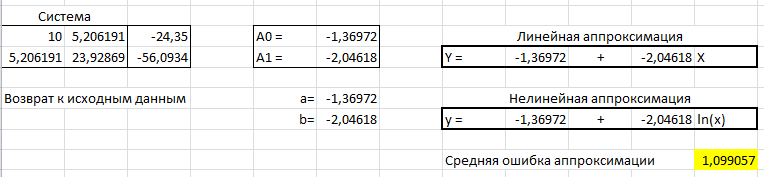 Система
10 5,206191 -24,35 A0 = -1,36972 Линейная аппроксимация
5,206191 23,92869 -56,0934 A1 = -2,04618 Y = -1,36972 + -2,04618 X
Возврат к исходным данным a= -1,36972 Нелинейная аппроксимация
b= -2,04618 y = -1,36972 + -2,04618 ln(x)
Средняя ошибка аппроксимации 1,099057